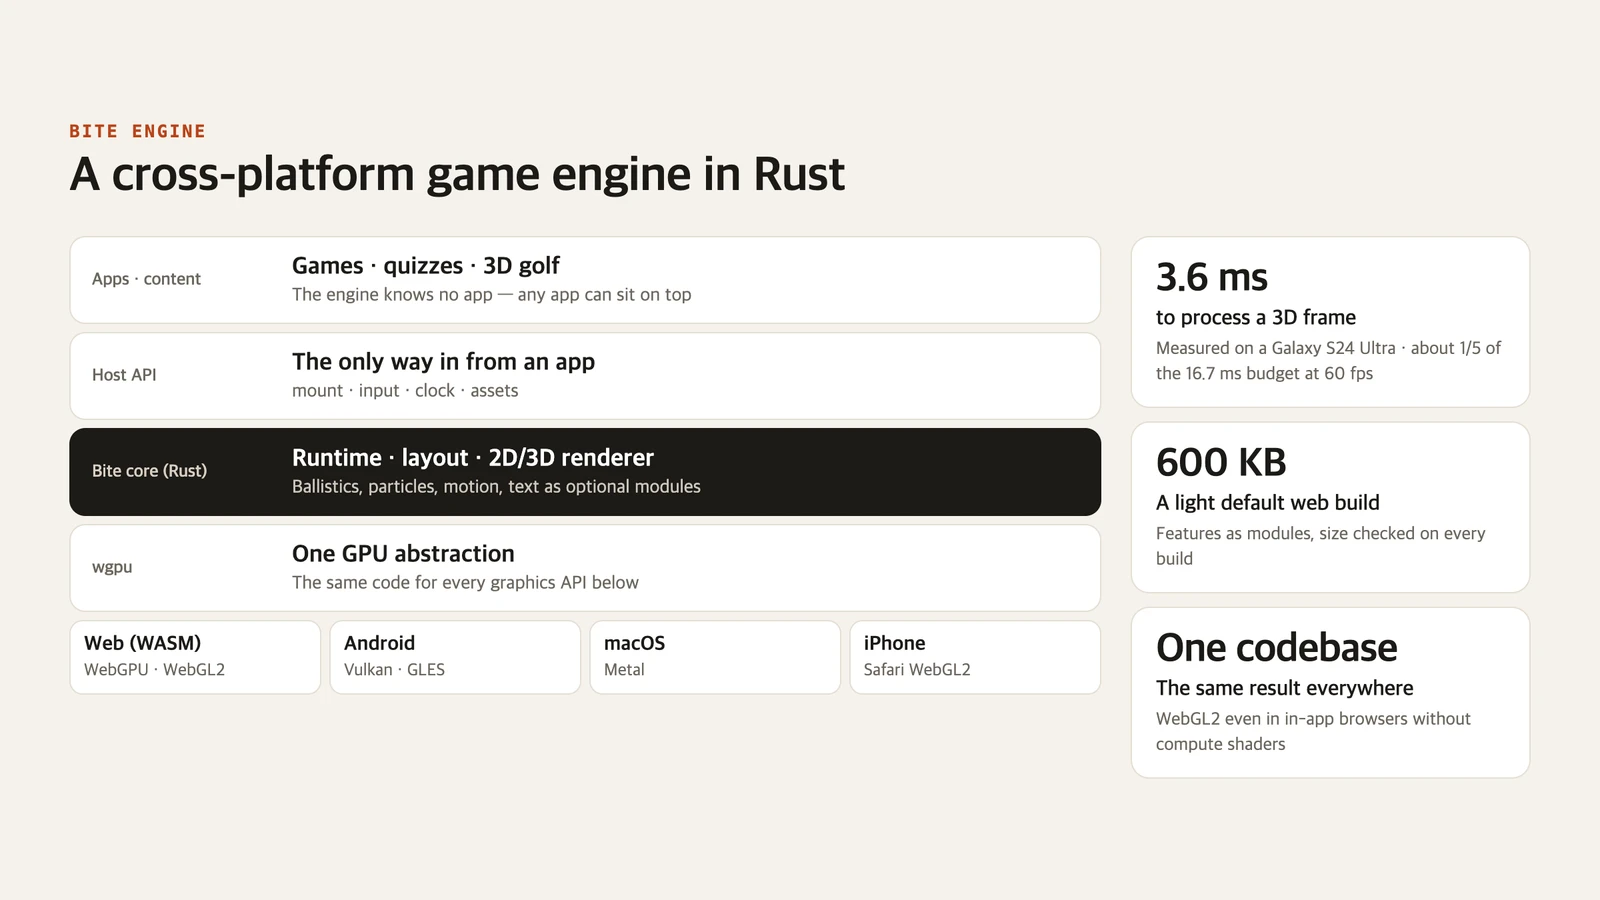 BITE ENGINE
A cross-platform game engine in Rust
Apps · content
Games · quizzes · 3D golf
The engine knows no app — any app can sit on top
Host API
The only way in from an app
mount · input · clock · assets
Bite core (Rust)
Runtime · layout · 2D/3D renderer
Ballistics, particles, motion, text as optional modules
wgpu
One GPU abstraction
The same code for every graphics API below
Web (WASM)
WebGPU · WebGL2
Android
Vulkan · GLES
macOS
Metal
iPhone
Safari WebGL2
3.6 ms
to process a 3D frame
Measured on a Galaxy S24 Ultra · about 1/5 of
the 16.7 ms budget at 60 fps
600 KB
A light default web build
Features as modules, size checked on every
build
One codebase
The same result everywhere
WebGL2 even in in-app browsers without
compute shaders